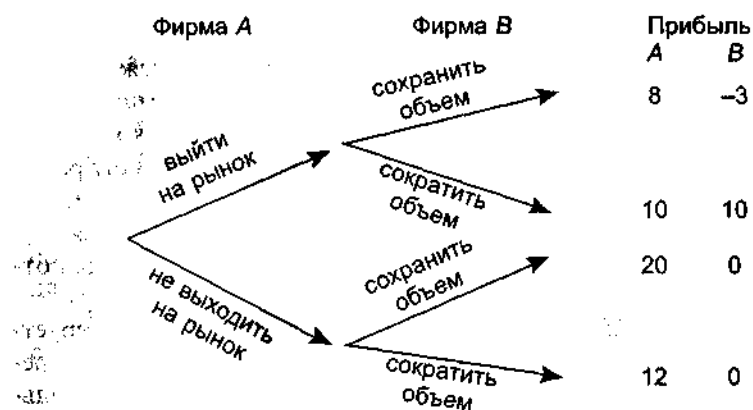 Фирма А
Фирма В
Прибыль
А В
сохранить
объем
8 –3
выйти
на рынок
сократить
объем
10 10
не выходить
на рынок
сохранить
объем
20 0
сократить
объем
12 0